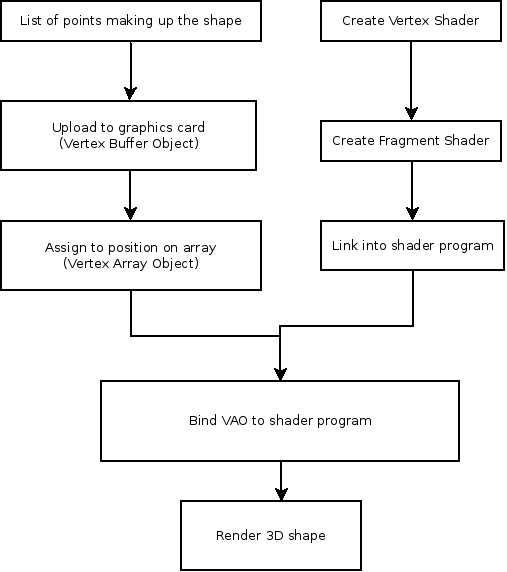 List of points making up the shape
Create Vertex Shader
Upload to graphics card
(Vertex Buffer Object)
Create Fragment Shader
Assign to position on array
(Vertex Array Object)
Link into shader program
Bind VAO to shader program
Render 3D shape